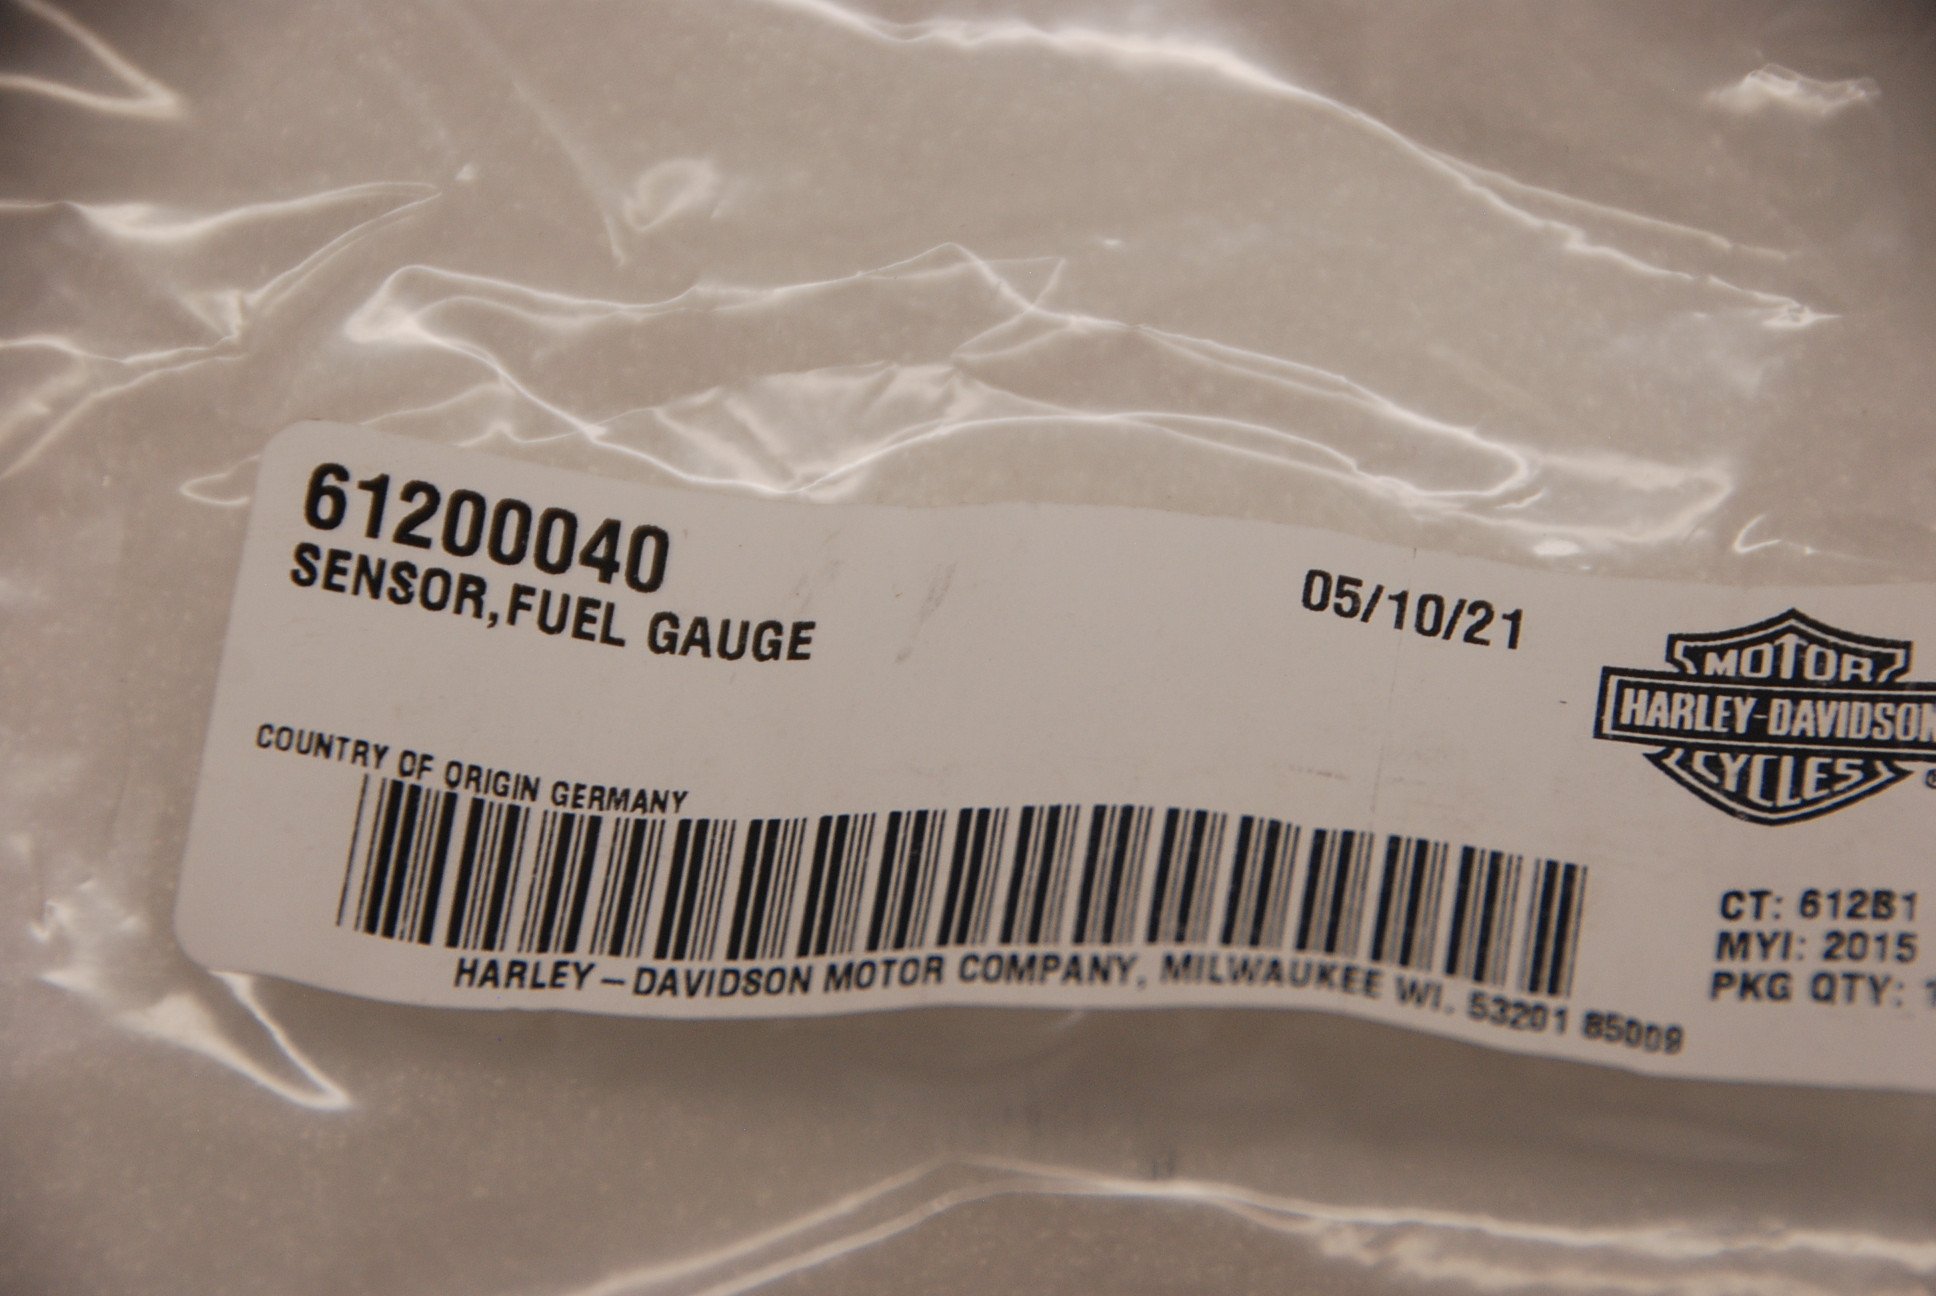 61200040
SENSOR,FUEL GAUGE
05/10/21
MOTOR
HARLEY-DAVIDSON
CYCLES
COUNTRY OF ORIGIN GERMANY
HARLEY-DAVIDSON MOTOR COMPANY, MILWAUKEE WI. 53201 85009
CT: 612B1
MYI: 2015
PKG QTY: 1